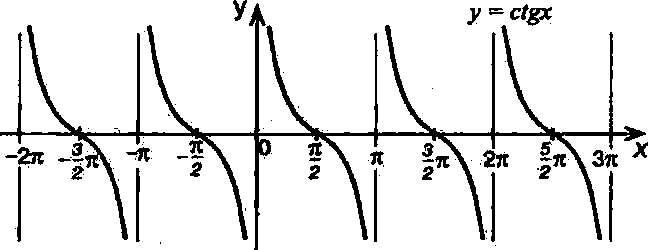 y
y = ctgx
-2π -3/2π -π -π/2 0 π/2 π 3/2π 2π 5/2π 3π x